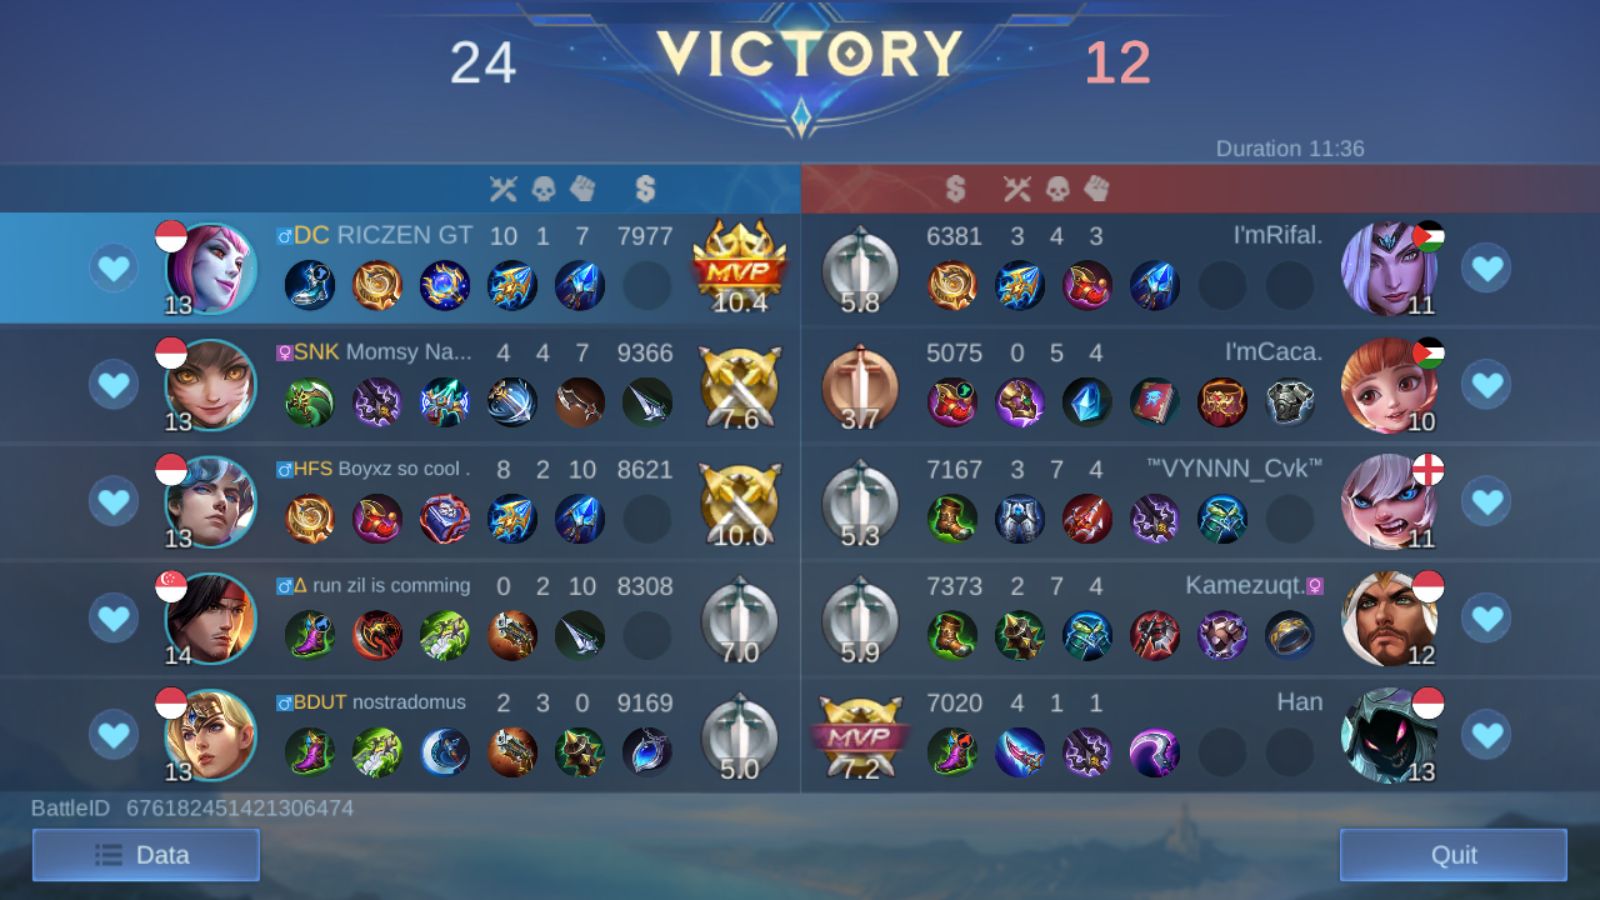 24 VICTORY 12
Duration 11:36
DC RICZEN GT 10 1 7 7977 MVP 10.4 13
5.8 6381 3 4 3 I'mRifal. 11
SNK Momsy Na... 4 4 7 9366 7.6 13
3.7 5075 0 5 4 I'mCaca. 10
HFS Boyxz so cool . 8 2 10 8621 10.0 13
5.3 7167 3 7 4 ™VYNNN_Cvk™ 11
Δ run zil is comming 0 2 10 8308 7.0 14
5.9 7373 2 7 4 Kamezuqt. 12
BDUT nostradomus 2 3 0 9169 5.0 13
MVP 7.2 7020 4 1 1 Han 13
BattleID 676182451421306474
Data
Quit